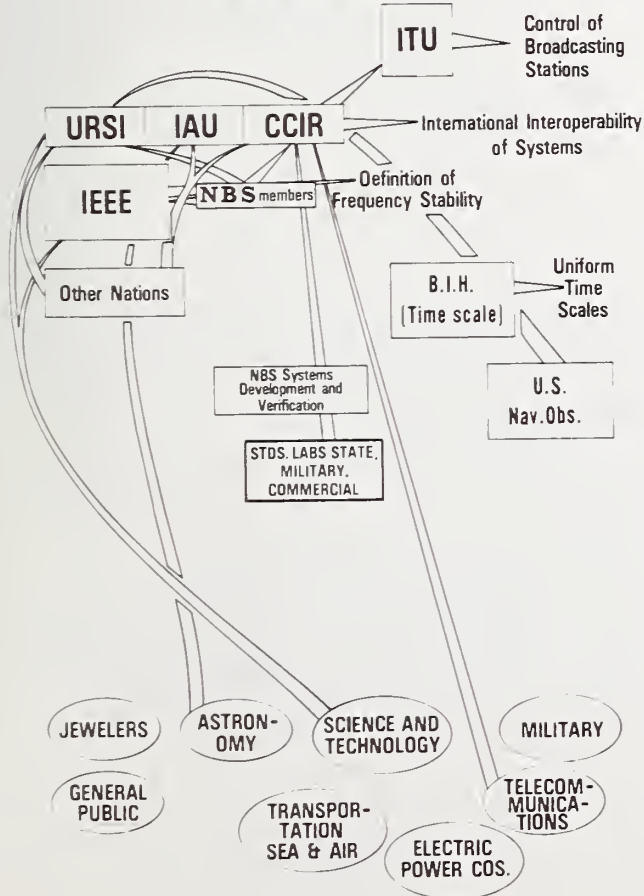 ITU
Control of
Broadcasting
Stations
URSI
IAU
CCIR
International Interoperability
of Systems
IEEE
NBS members
Definition of
Frequency Stability
Other Nations
B.I.H.
(Time scale)
Uniform
Time
Scales
NBS Systems
Development and
Verification
U.S.
Nav.Obs.
STDS. LABS STATE,
MILITARY,
COMMERCIAL
JEWELERS
ASTRON-
OMY
SCIENCE AND
TECHNOLOGY
MILITARY
GENERAL
PUBLIC
TRANSPOR-
TATION
SEA & AIR
TELECOM-
MUNICA-
TIONS
ELECTRIC
POWER COS.